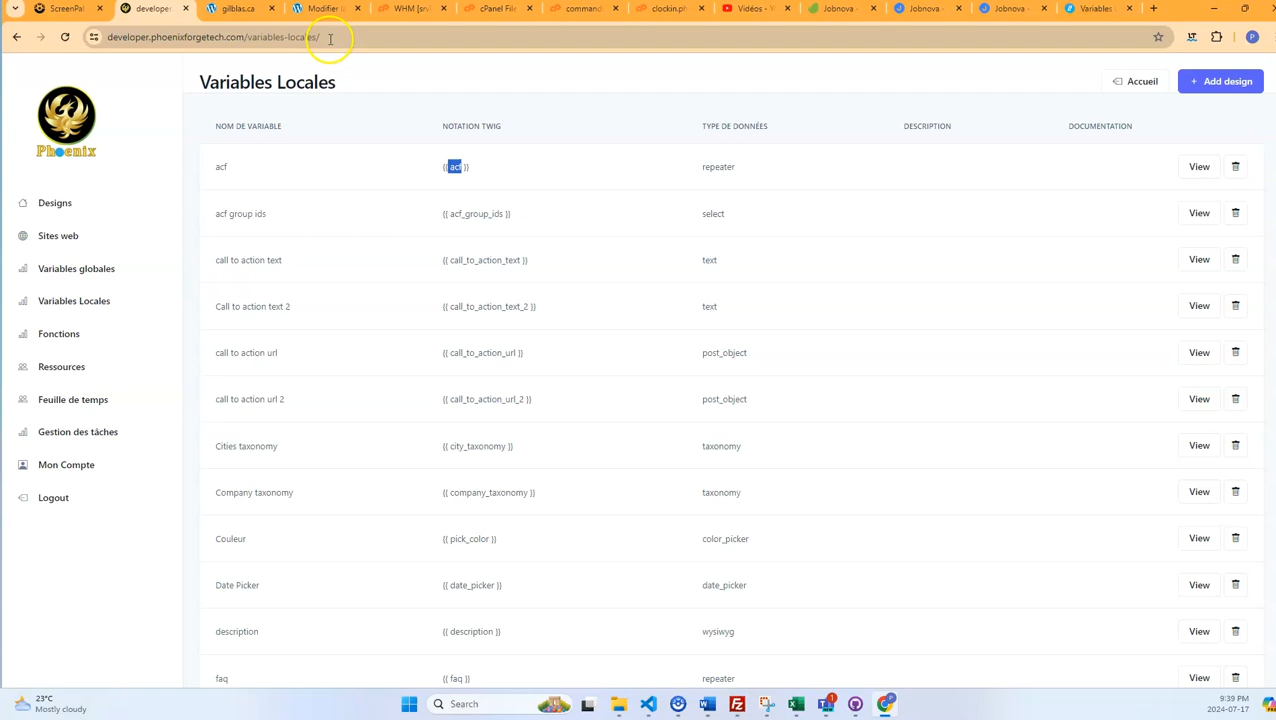 ScreenPal
developer
gilblas.ca
Modifier l
WHM [srv
cPanel File
command
clockin.ph
Vidéos - Yo
Jobnova -
Jobnova -
Jobnova -
Variables L
developer.phoenixforgetech.com/variables-locales/
P
Phoenix
Variables Locales
Accueil
+ Add design
NOM DE VARIABLE NOTATION TWIG TYPE DE DONNÉES DESCRIPTION DOCUMENTATION
acf {{ acf }} repeater View
acf group ids {{ acf_group_ids }} select View
call to action text {{ call_to_action_text }} text View
Call to action text 2 {{ call_to_action_text_2 }} text View
call to action url {{ call_to_action_url }} post_object View
call to action url 2 {{ call_to_action_url_2 }} post_object View
Cities taxonomy {{ city_taxonomy }} taxonomy View
Company taxonomy {{ company_taxonomy }} taxonomy View
Couleur {{ pick_color }} color_picker View
Date Picker {{ date_picker }} date_picker View
description {{ description }} wysiwyg View
faq {{ faq }} repeater View
Designs
Sites web
Variables globales
Variables Locales
Fonctions
Ressources
Feuille de temps
Gestion des tâches
Mon Compte
Logout
23°C
Mostly cloudy
Search
1
9:39 PM
2024-07-17